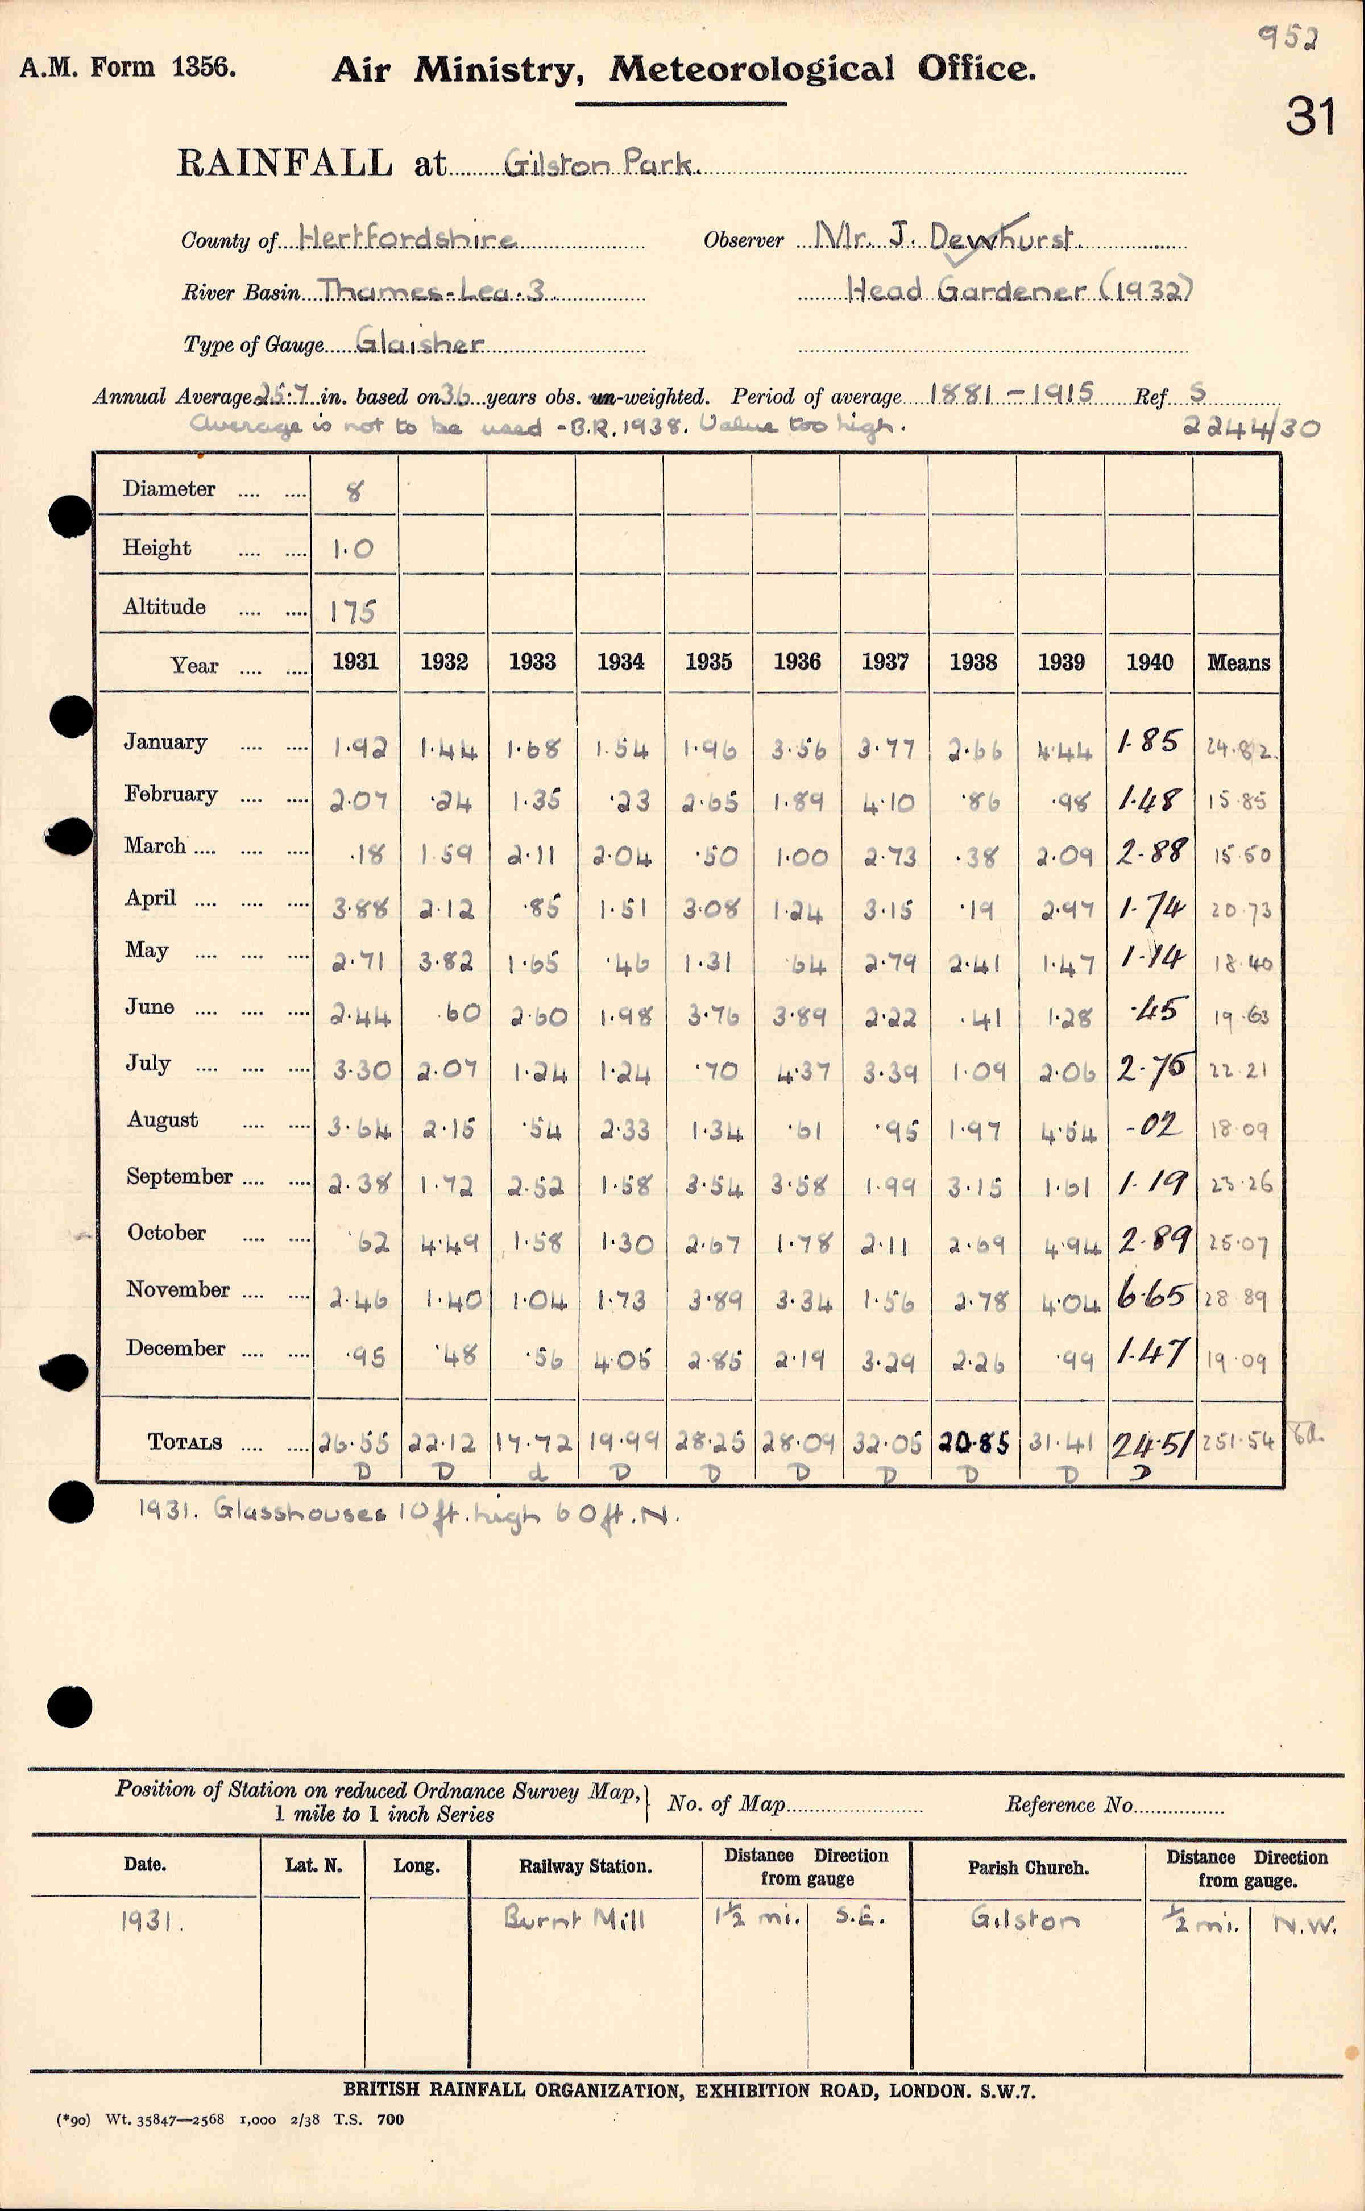 952
A.M. Form 1356. Air Ministry, Meteorological Office.
31
RAINFALL at Gilston Park.
County of Hertfordshire Observer Mr. J. Dewhurst.
River Basin Thames-Lea.3 Head Gardener (1932)
Type of Gauge Glaisher
Annual Average 25.7 in. based on 36 years obs. un-weighted. Period of average 1881-1915 Ref S
Average is not to be used - B.R. 1938. Value too high. 2244/30
Diameter .... .... 8
Height .... .... 1.0
Altitude .... .... 175
Year .... .... 1931 1932 1933 1934 1935 1936 1937 1938 1939 1940 Means
January .... .... 1.92 1.44 1.68 1.54 1.96 3.56 3.77 2.66 4.44 1.85 24.82
February .... .... 2.07 .24 1.35 .23 2.65 1.89 4.10 .86 .98 1.48 15.85
March .... .... .... .18 1.59 2.11 2.04 .50 1.00 2.73 .38 2.09 2.88 15.50
April .... .... .... 3.88 2.12 .85 1.51 3.08 1.24 3.15 .19 2.97 1.74 20.73
May .... .... .... 2.71 3.82 1.65 .46 1.31 .64 2.79 2.41 1.47 1.14 18.40
June .... .... .... 2.44 .60 2.60 1.98 3.76 3.89 2.22 .41 1.28 .45 19.63
July .... .... .... 3.30 2.07 1.24 1.24 .70 4.37 3.39 1.09 2.06 2.75 22.21
August .... .... 3.64 2.15 .54 2.33 1.34 .61 .95 1.97 4.54 .02 18.09
September .... .... 2.38 1.72 2.52 1.58 3.54 3.58 1.99 3.15 1.61 1.19 23.26
October .... .... .62 4.49 1.58 1.30 2.67 1.78 2.11 2.69 4.94 2.89 25.07
November .... .... 2.46 1.40 1.04 1.73 3.89 3.34 1.56 2.78 4.04 6.65 28.89
December .... .... .95 .48 .56 4.05 2.85 2.19 3.29 2.26 .99 1.47 19.09
TOTALS .... .... 26.55 22.12 17.72 19.99 28.25 28.09 32.05 20.85 31.41 24.51 251.54
D D d D D D D D D D
1931. Glasshouses 10ft. high 60ft. N.
Position of Station on reduced Ordnance Survey Map, 1 mile to 1 inch Series No. of Map Reference No.
Date. Lat. N. Long. Railway Station. Distance Direction from gauge Parish Church. Distance Direction from gauge.
1931. Burnt Mill 1½ mi. S.E. Gilston ½ mi. N.W.
BRITISH RAINFALL ORGANIZATION, EXHIBITION ROAD, LONDON. S.W.7.
(*90) Wt. 35847—2568 1,000 2/38 T.S. 700